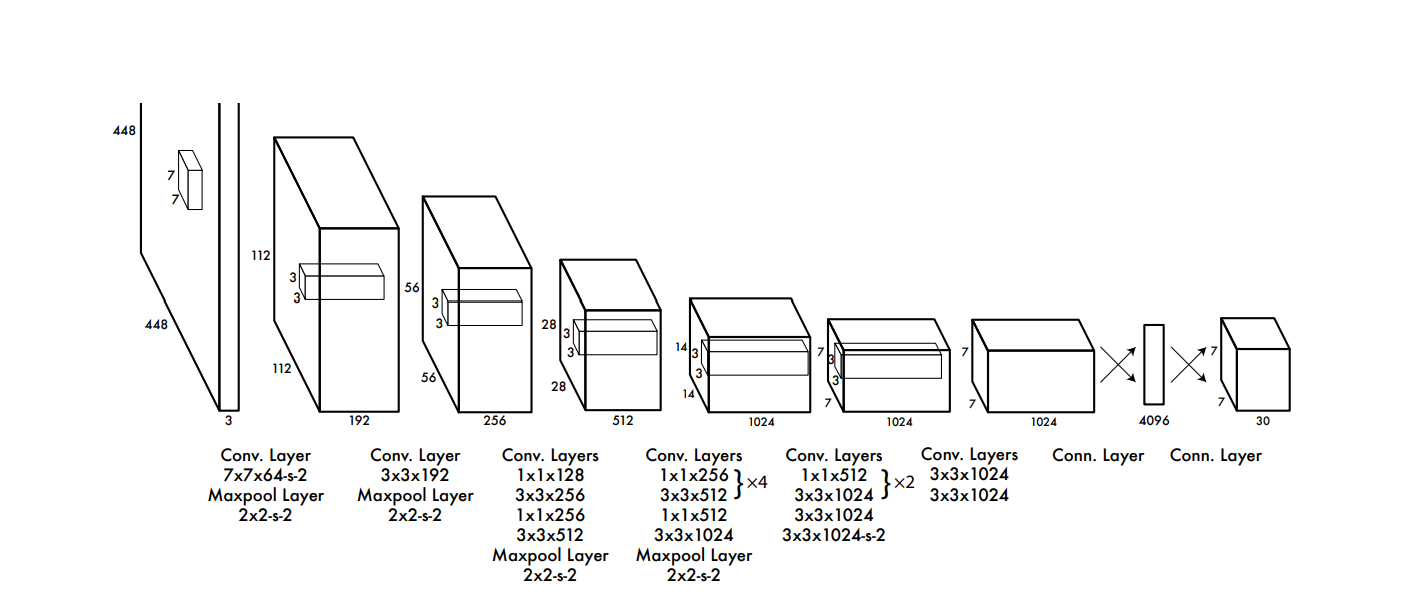 448
7
7
448
3
112
3
3
112
192
56
3
3
56
256
28
3
3
28
512
14
3
3
14
1024
7
3
3
7
1024
7
7
1024
4096
7
7
30
Conv. Layer
7x7x64-s-2
Maxpool Layer
2x2-s-2
Conv. Layer
3x3x192
Maxpool Layer
2x2-s-2
Conv. Layers
1x1x128
3x3x256
1x1x256
3x3x512
Maxpool Layer
2x2-s-2
Conv. Layers
1x1x256
3x3x512
}×4
1x1x512
3x3x1024
Maxpool Layer
2x2-s-2
Conv. Layers
1x1x512
3x3x1024
}×2
3x3x1024
3x3x1024-s-2
Conv. Layers
3x3x1024
3x3x1024
Conn. Layer
Conn. Layer